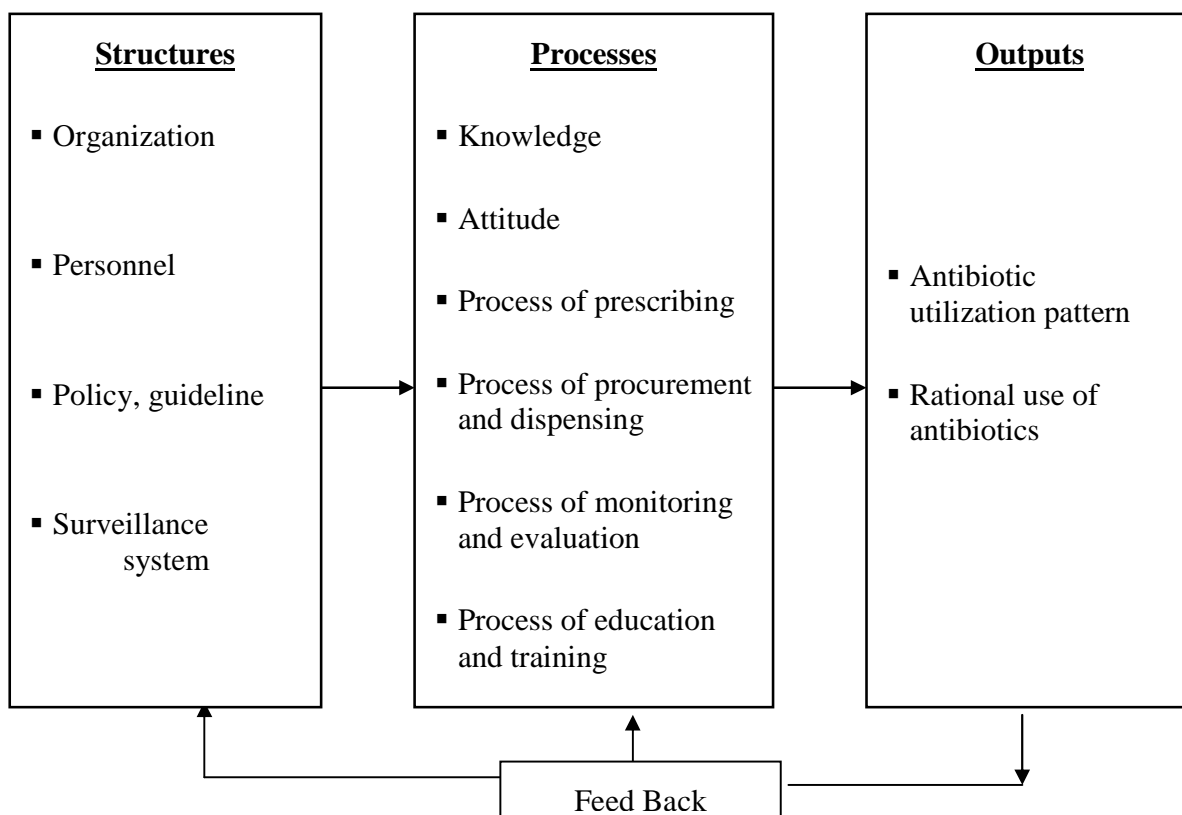 Structures
▪ Organization
▪ Personnel
▪ Policy, guideline
▪ Surveillance
system
Processes
▪ Knowledge
▪ Attitude
▪ Process of prescribing
▪ Process of procurement
and dispensing
▪ Process of monitoring
and evaluation
▪ Process of education
and training
Outputs
▪ Antibiotic
utilization pattern
▪ Rational use of
antibiotics
Feed Back